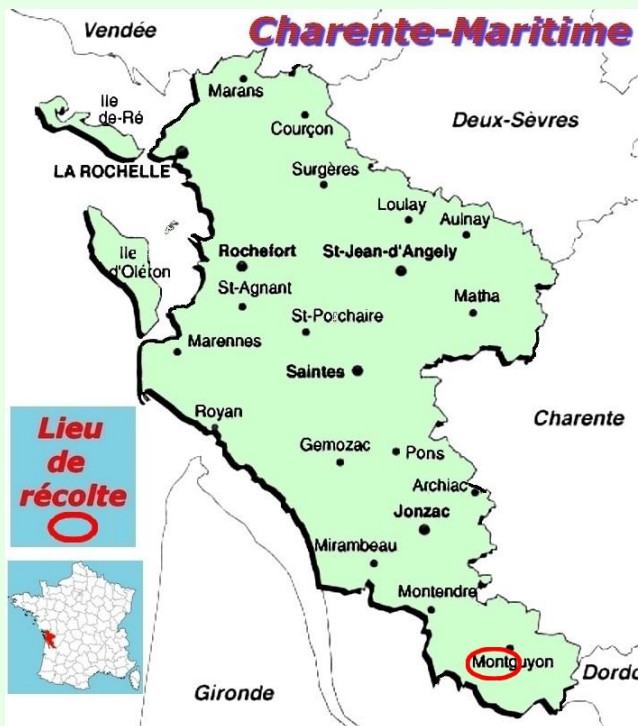 Vendée
Charente-Maritime
Marans
Ile
de-Ré
Courçon
Deux-Sèvres
LA ROCHELLE
Surgères
Loulay
Aulnay
Ile
d'Oléron
Rochefort
St-Jean-d'Angely
St-Agnant
Matha
St-Porchaire
Marennes
Saintes
Royan
Charente
Lieu
de
récolte
Gemozac
Pons
Archiac
Jonzac
Mirambeau
Montendre
Montguyon
Dordo
Gironde